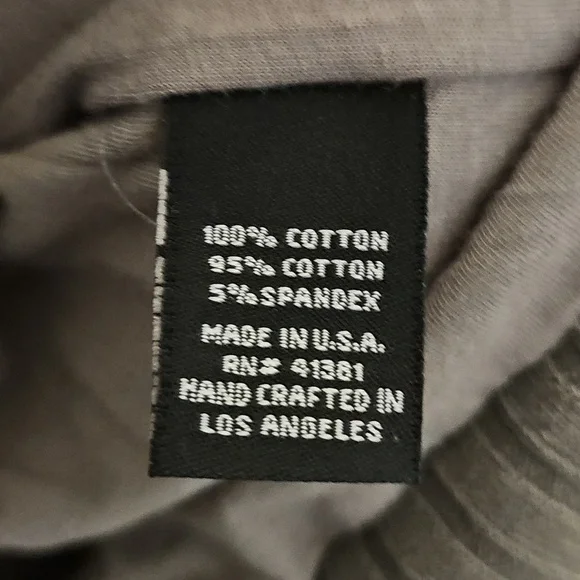 100% COTTON
95% COTTON
5% SPANDEX
MADE IN U.S.A.
RN# 41381
HAND CRAFTED IN
LOS ANGELES